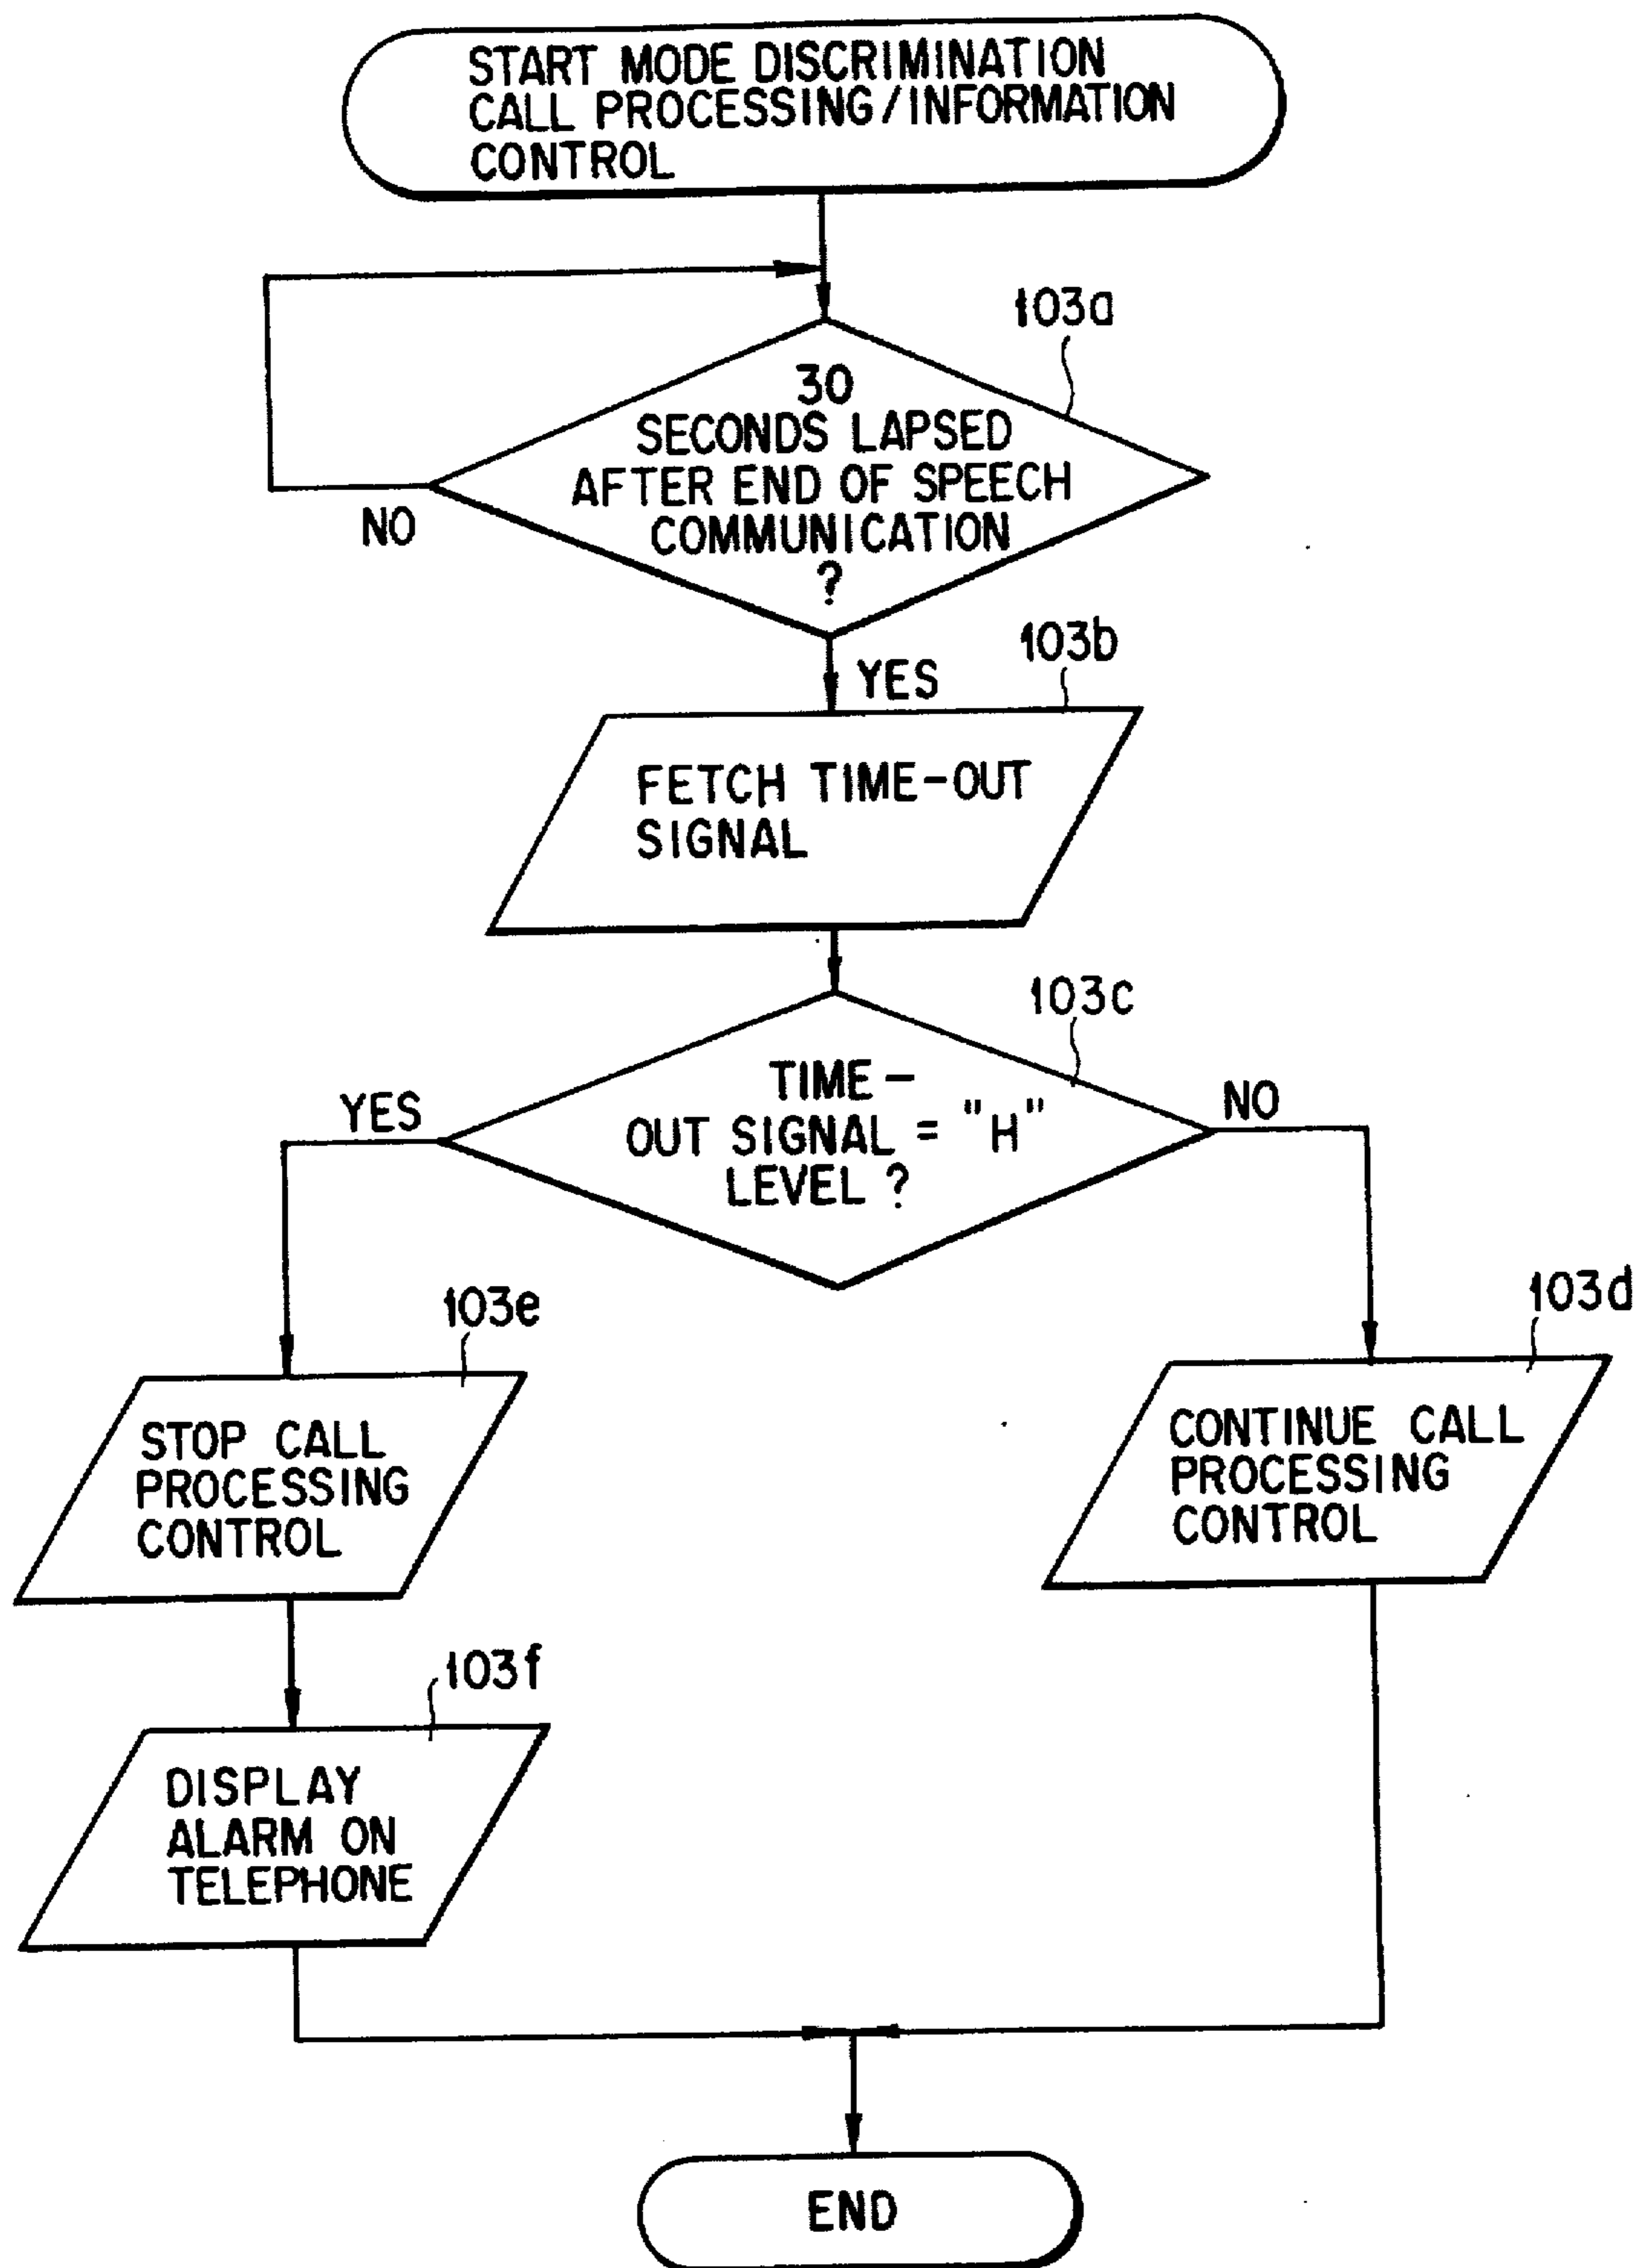 START MODE DISCRIMINATION
CALL PROCESSING/INFORMATION
CONTROL
103a
30
SECONDS LAPSED
AFTER END OF SPEECH
COMMUNICATION
?
NO
103b
YES
FETCH TIME-OUT
SIGNAL
103c
TIME-
OUT SIGNAL = "H"
LEVEL ?
YES
NO
103e
103d
STOP CALL
PROCESSING
CONTROL
CONTINUE CALL
PROCESSING
CONTROL
103f
DISPLAY
ALARM ON
TELEPHONE
END